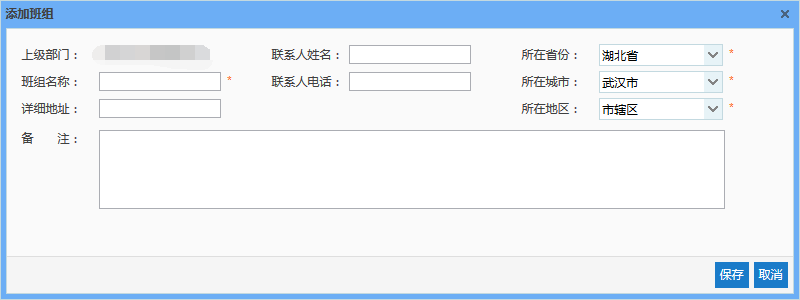 添加班组
上级部门： 联系人姓名： 所在省份： 湖北省 *
班组名称： * 联系人电话： 所在城市： 武汉市 *
详细地址： 所在地区： 市辖区 *
备　　注：
保存 取消